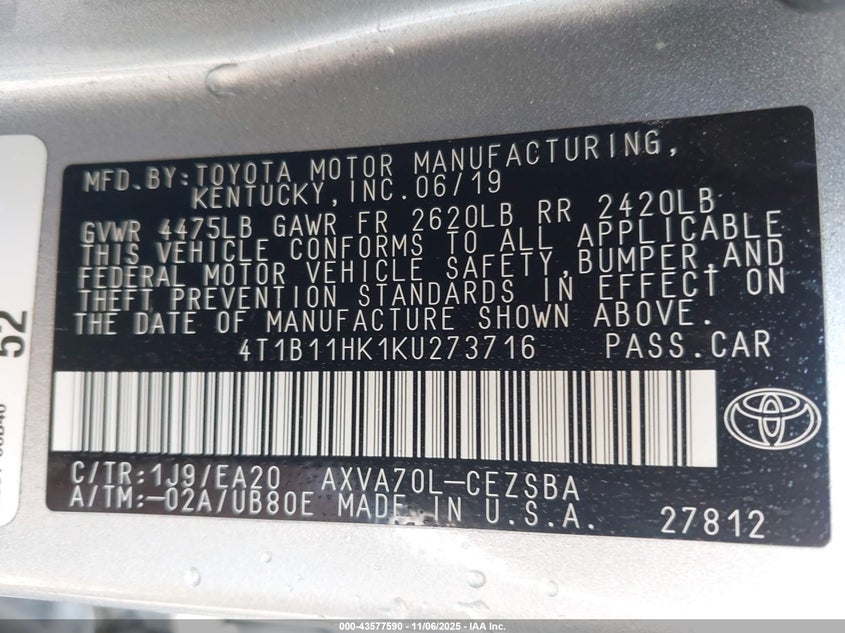 MFD. BY: TOYOTA MOTOR MANUFACTURING,
KENTUCKY, INC. 06/19
GVWR 4475LB GAWR FR 2620LB RR 2420LB
THIS VEHICLE CONFORMS TO ALL APPLICABLE
FEDERAL MOTOR VEHICLE SAFETY, BUMPER, AND
THEFT PREVENTION STANDARDS IN EFFECT ON
THE DATE OF MANUFACTURE SHOWN ABOVE.
4T1B11HK1KU273716 PASS. CAR
C/TR: 1J9/EA20 AXVA70L-CEZSBA
A/TM:-02A/UB80E MADE IN U.S.A. 27812
52
000-43577590 - 11/06/2025 - IAA Inc.